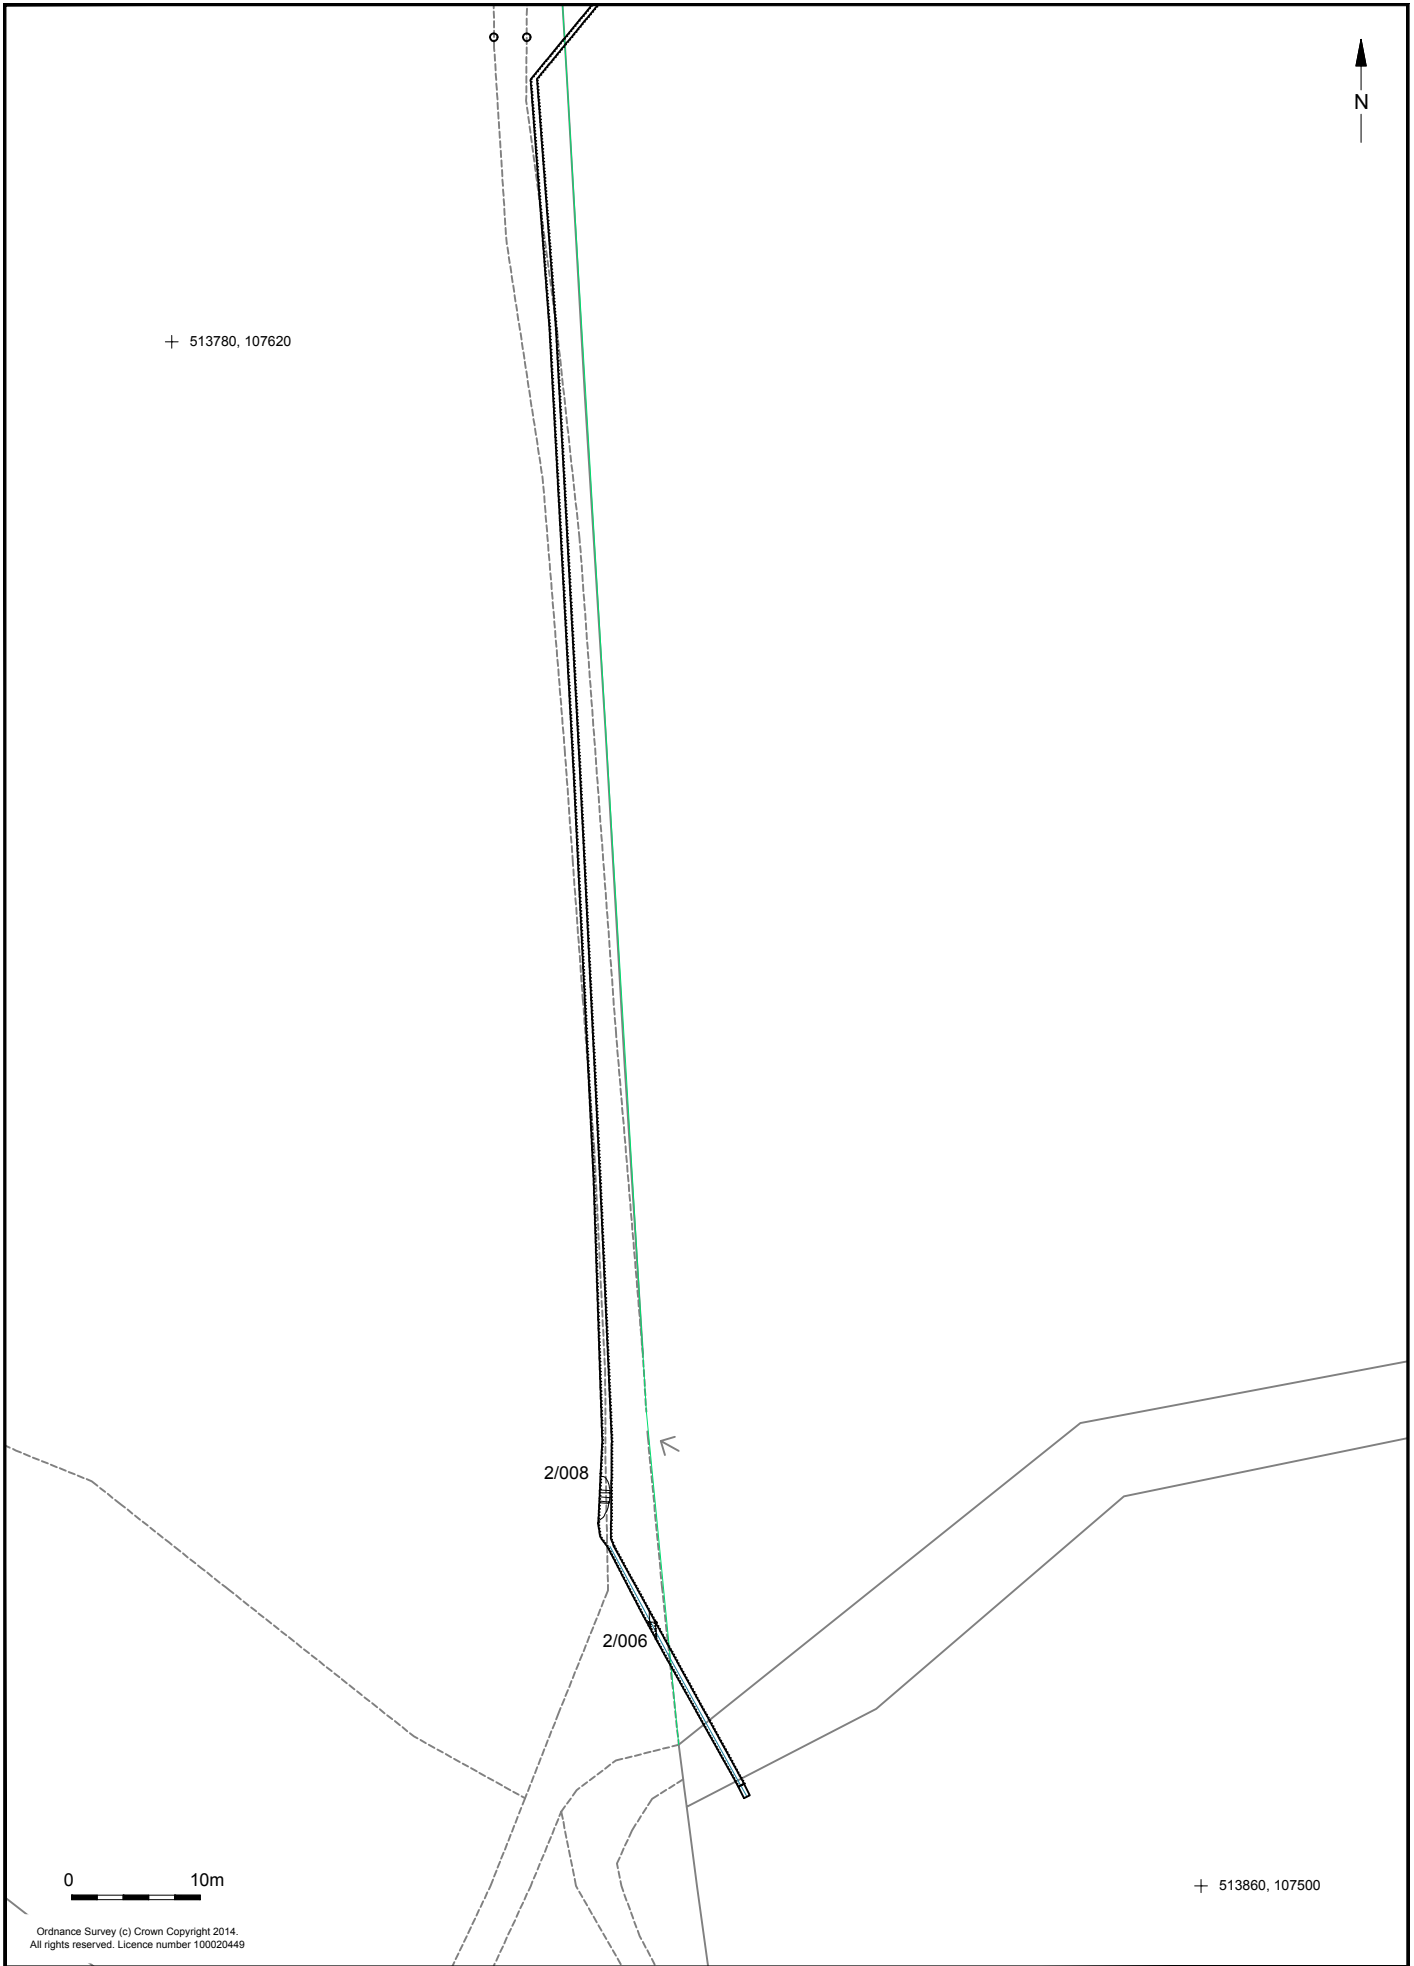 N
513780, 107620
2/008
2/006
0 10m
513860, 107500
Ordnance Survey (c) Crown Copyright 2014.
All rights reserved. Licence number 100020449